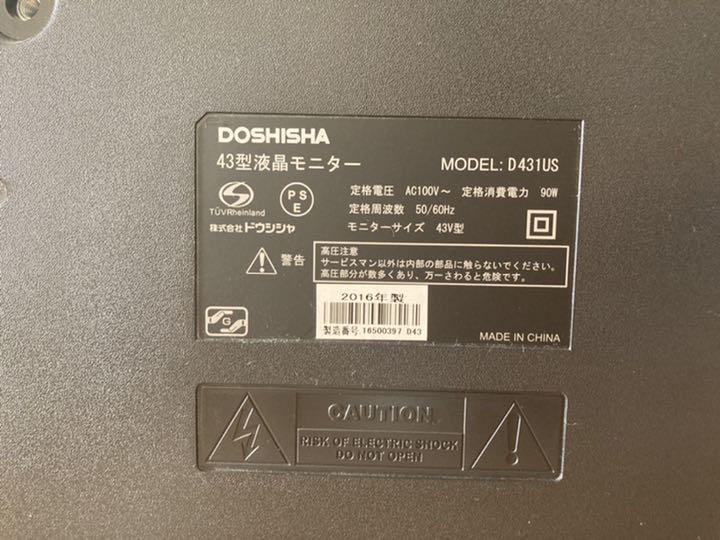 DOSHISHA
43型液晶モニター MODEL: D431US
定格電圧 AC100V～ 定格消費電力 90W
定格周波数 50/60Hz
モニターサイズ 43V型
TÜVRheinland
PS
E
株式会社ドウシシャ
警告
高圧注意
サービスマン以外は内部の部品に触らないでください。
高圧部分が数多くあり、万一さわると危険です。
2016年製
製造番号.16500397 D43
G
MADE IN CHINA
CAUTION
RISK OF ELECTRIC SHOCK
DO NOT OPEN